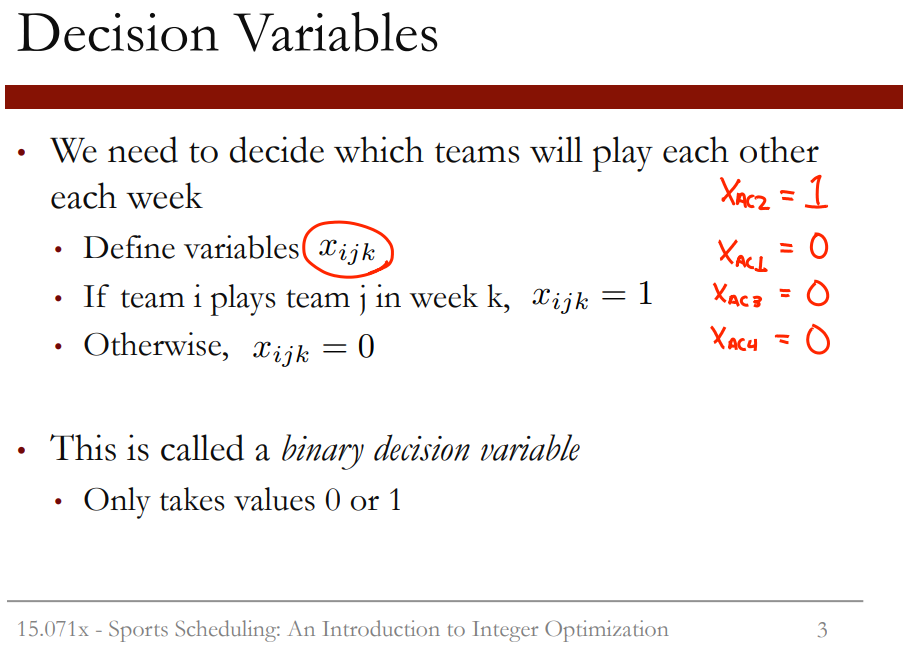 Decision Variables
• We need to decide which teams will play each other
each week
• Define variables x_{ijk}
• If team i plays team j in week k, x_{ijk} = 1
• Otherwise, x_{ijk} = 0
X_{AC2} = 1
X_{AC1} = 0
X_{AC3} = 0
X_{AC4} = 0
• This is called a binary decision variable
• Only takes values 0 or 1
15.071x - Sports Scheduling: An Introduction to Integer Optimization 3